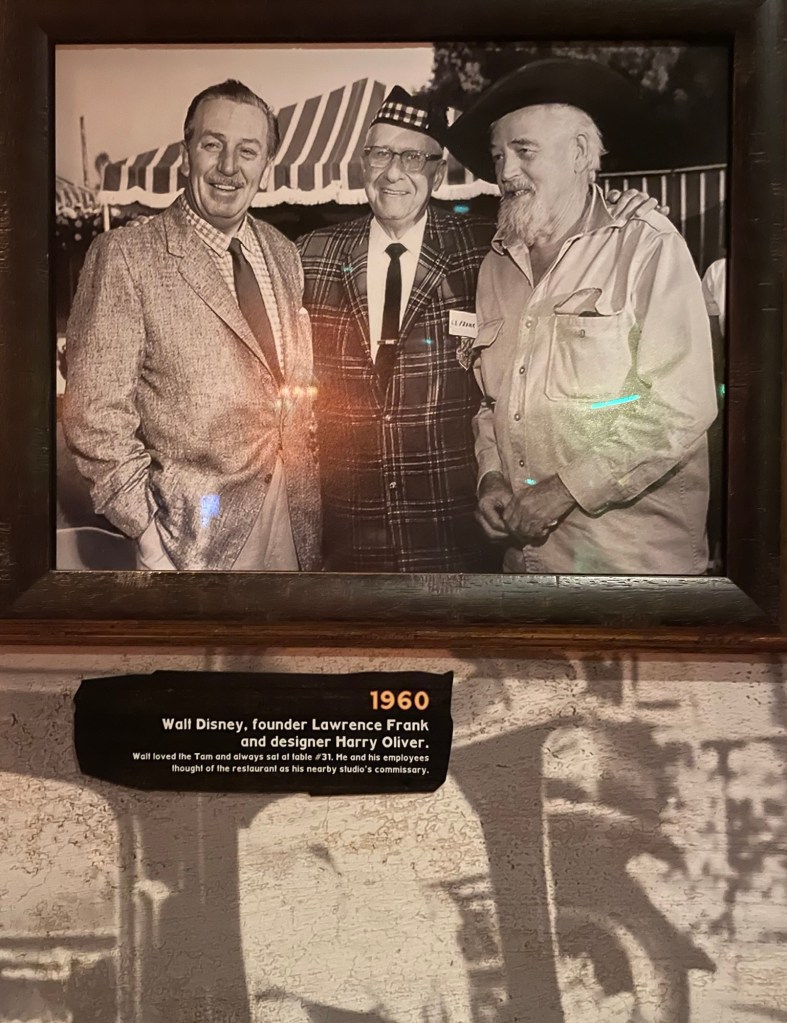 L. L. FRANK
1960
Walt Disney, founder Lawrence Frank
and designer Harry Oliver.
Walt loved the Tam and always sat at table #31. He and his employees
thought of the restaurant as his nearby studio's commissary.